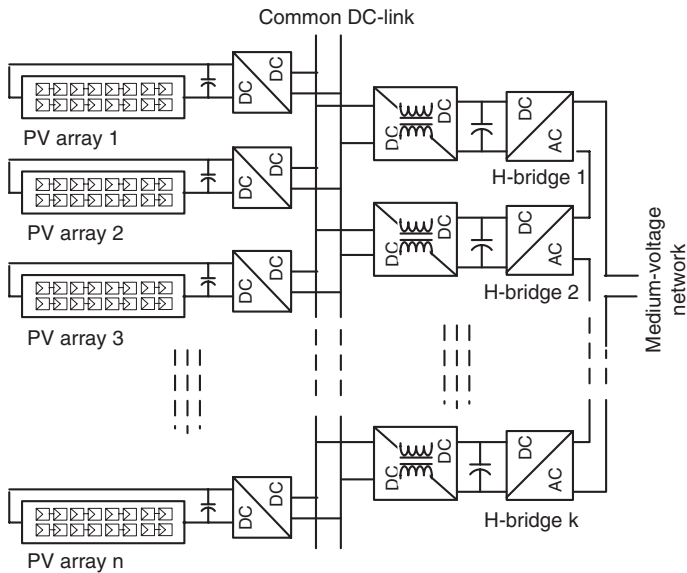 Common DC-link
DC
DC
PV array 1
DC
DC
PV array 2
DC
DC
PV array 3
DC
DC
PV array n
DC
DC
DC
AC
H-bridge 1
DC
DC
DC
AC
H-bridge 2
DC
DC
DC
AC
H-bridge k
Medium-voltage
network